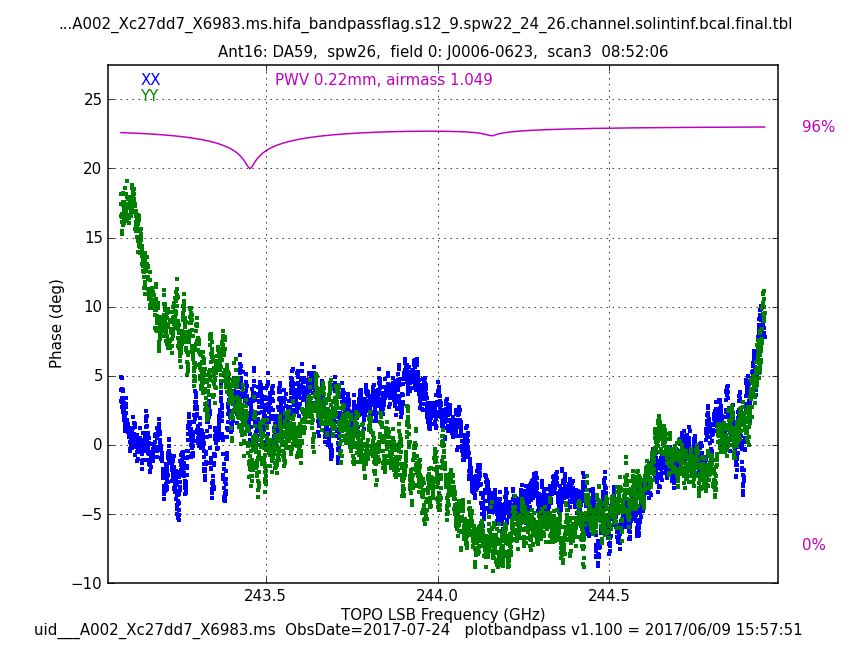 ...A002_Xc27dd7_X6983.ms.hifa_bandpassflag.s12_9.spw22_24_26.channel.solintinf.bcal.final.tbl
Ant16: DA59,  spw26,  field 0: J0006-0623,  scan3  08:52:06
XX
PWV 0.22mm, airmass 1.049
YY
25
96%
20
15
10
5
0
−5
0%
−10
Phase (deg)
243.5
244.0
244.5
TOPO LSB Frequency (GHz)
uid___A002_Xc27dd7_X6983.ms  ObsDate=2017-07-24   plotbandpass v1.100 = 2017/06/09 15:57:51